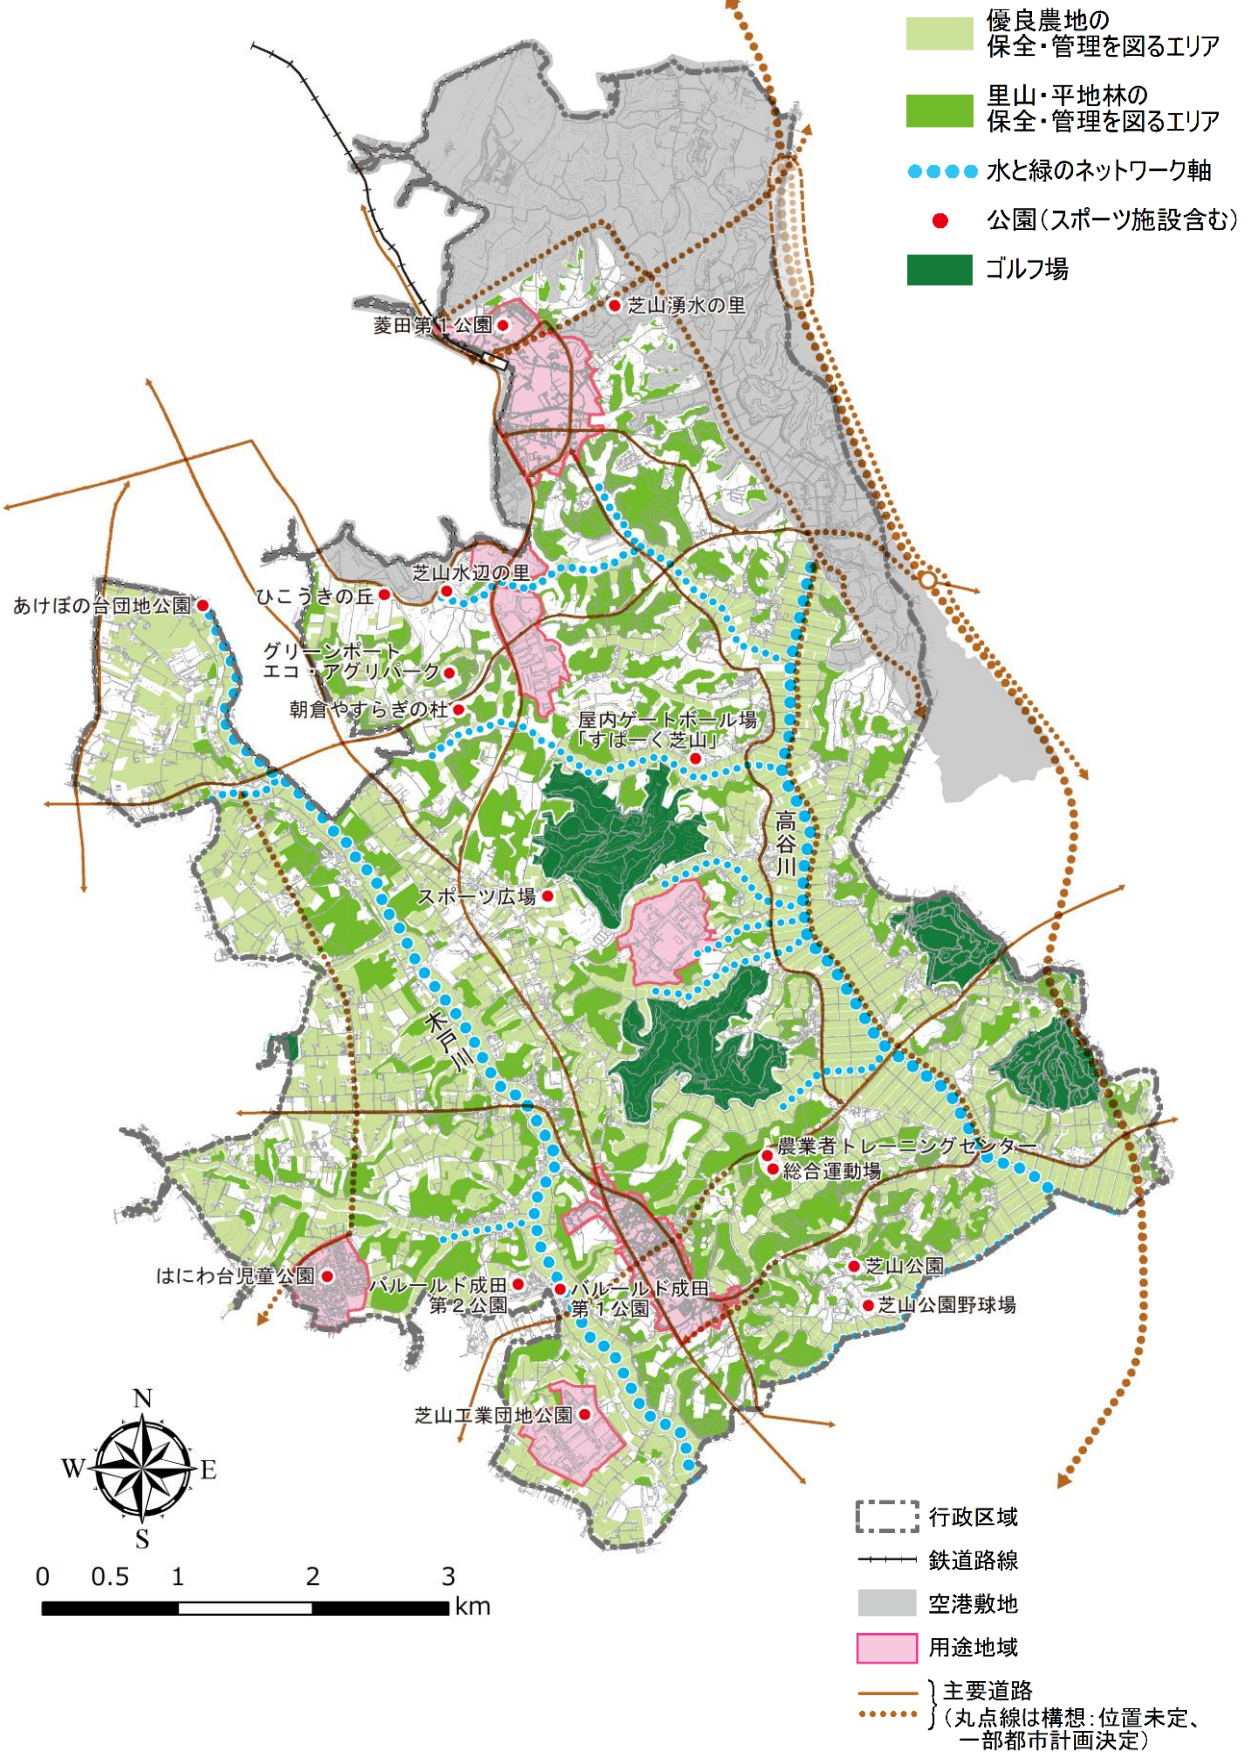 優良農地の
保全・管理を図るエリア
里山・平地林の
保全・管理を図るエリア
水と緑のネットワーク軸
公園(スポーツ施設含む)
ゴルフ場
芝山湧水の里
菱田第1公園
芝山水辺の里
ひこうきの丘
あけぼの台団地公園
グリーンポート
エコ・アグリパーク
朝倉やすらぎの杜
屋内ゲートボール場
「すぱーく芝山」
高谷川
スポーツ広場
木戸川
農業者トレーニングセンター
総合運動場
はにわ台児童公園
バルールド成田
第2公園
バルールド成田
第1公園
芝山公園
芝山公園野球場
芝山工業団地公園
N
W
E
S
0 0.5 1 2 3
km
行政区域
鉄道路線
空港敷地
用途地域
主要道路
(丸点線は構想:位置未定、
一部都市計画決定)